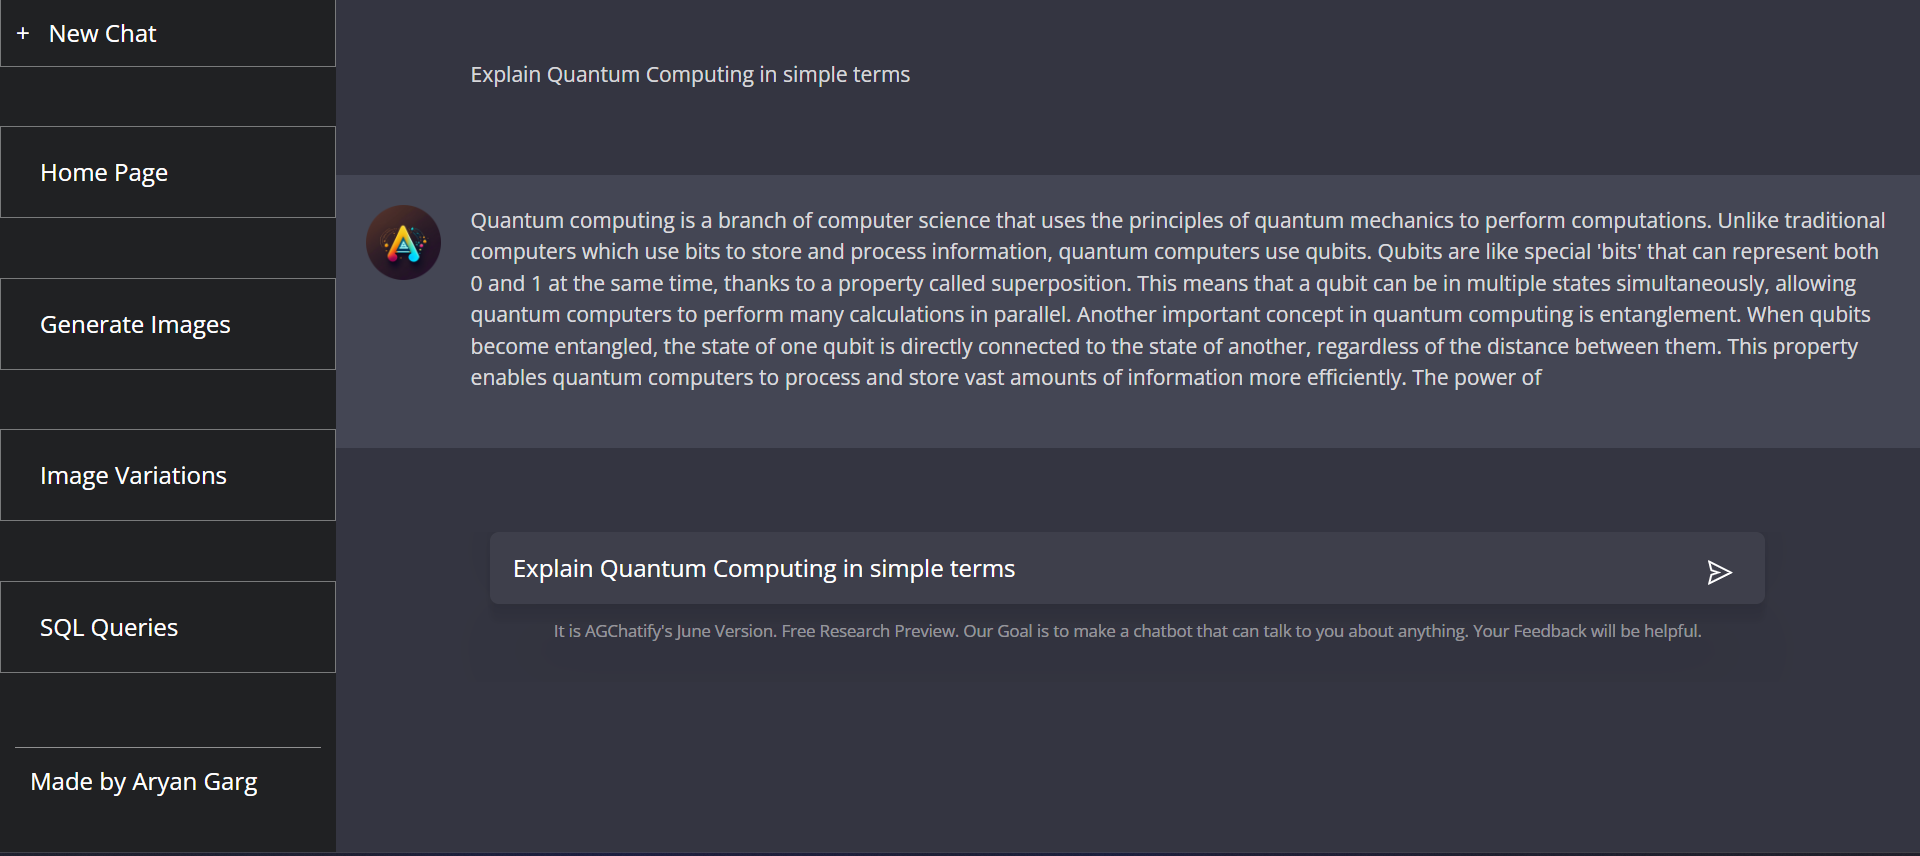 + New Chat
Home Page
Generate Images
Image Variations
SQL Queries
Made by Aryan Garg
Explain Quantum Computing in simple terms
Quantum computing is a branch of computer science that uses the principles of quantum mechanics to perform computations. Unlike traditional
computers which use bits to store and process information, quantum computers use qubits. Qubits are like special 'bits' that can represent both
0 and 1 at the same time, thanks to a property called superposition. This means that a qubit can be in multiple states simultaneously, allowing
quantum computers to perform many calculations in parallel. Another important concept in quantum computing is entanglement. When qubits
become entangled, the state of one qubit is directly connected to the state of another, regardless of the distance between them. This property
enables quantum computers to process and store vast amounts of information more efficiently. The power of
Explain Quantum Computing in simple terms
It is AGChatify's June Version. Free Research Preview. Our Goal is to make a chatbot that can talk to you about anything. Your Feedback will be helpful.